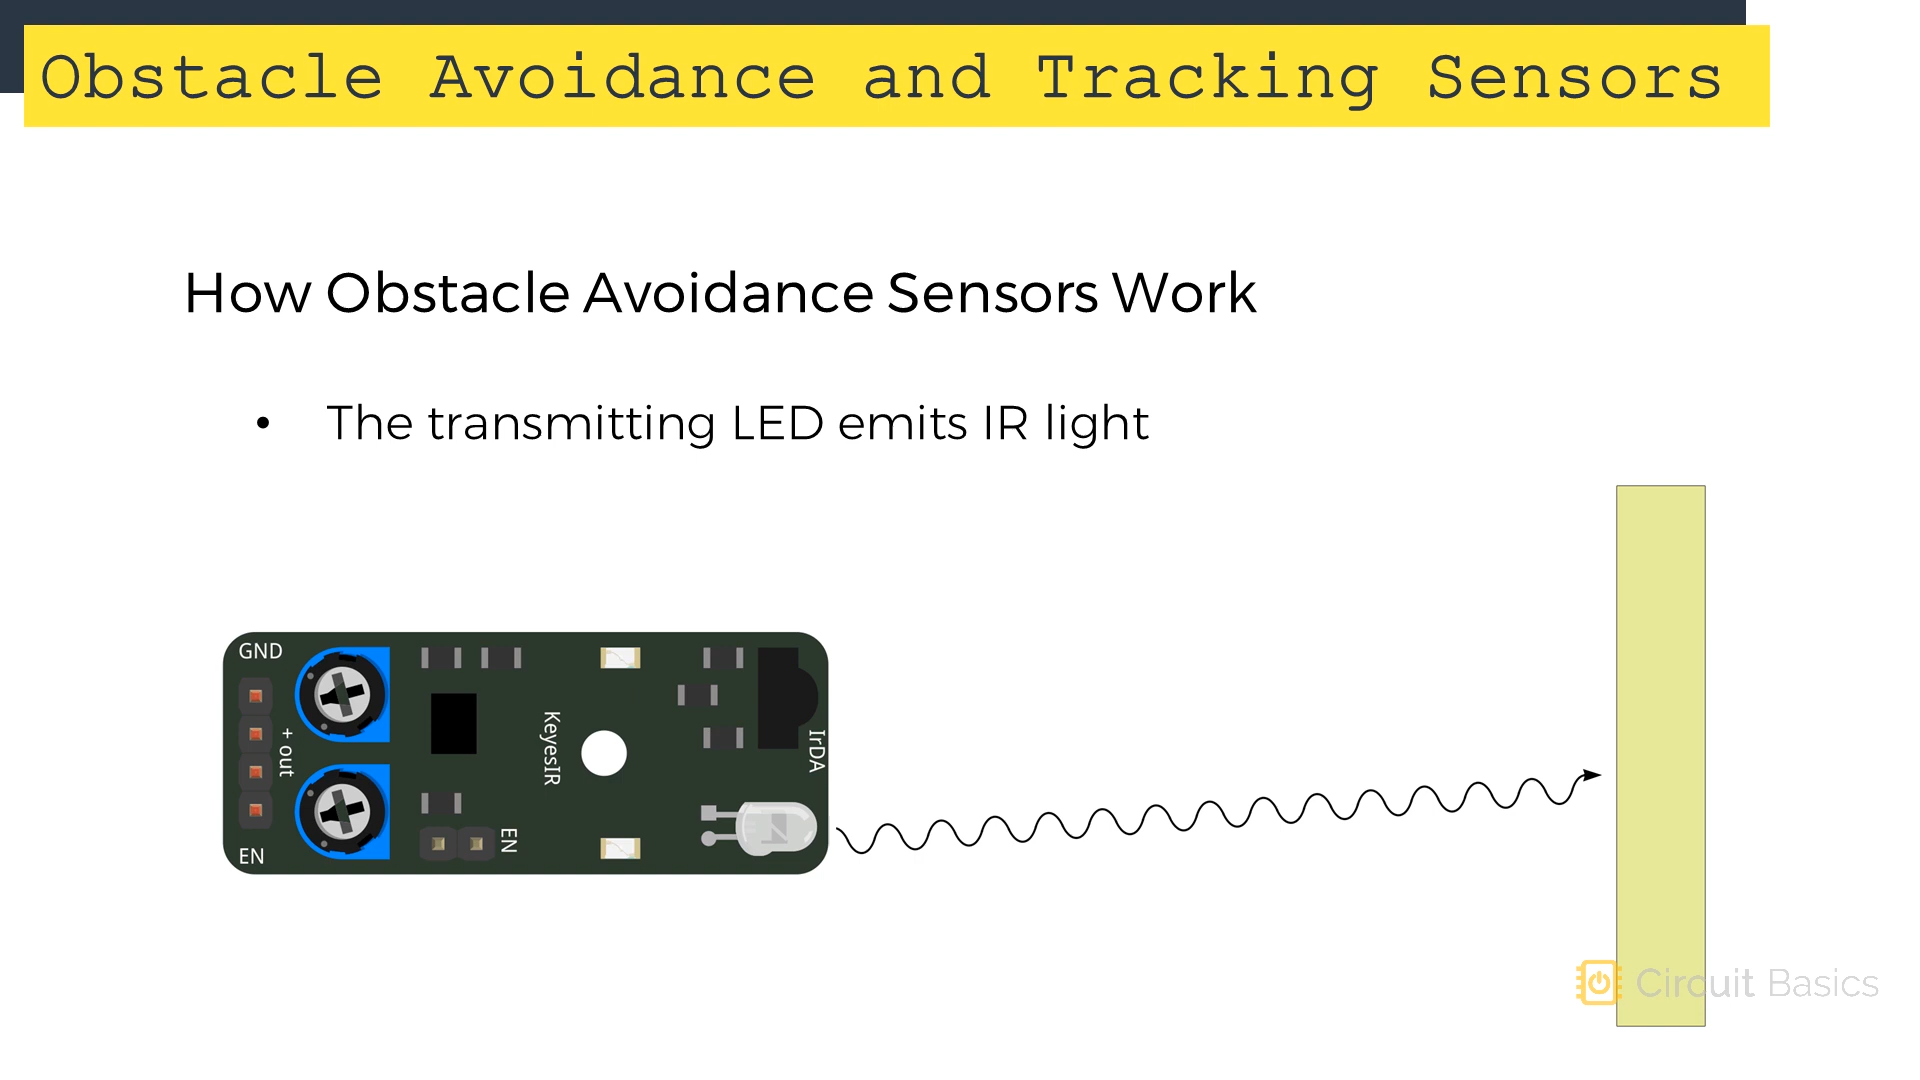 Obstacle Avoidance and Tracking Sensors
How Obstacle Avoidance Sensors Work
• The transmitting LED emits IR light
GND
+ out
EN
KeyesIR
EN
IrDA
Circuit Basics